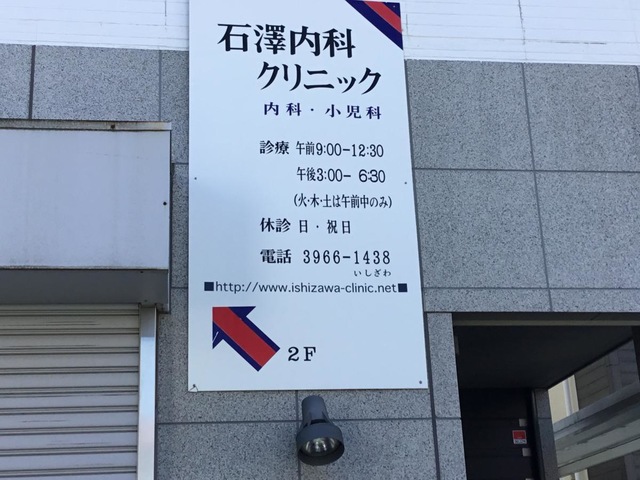 石澤内科
クリニック
内科・小児科
診療 午前9:00-12:30
午後3:00- 6:30
(火・木・土は午前中のみ)
休診 日・祝日
電話 3966-1438
いしざわ
■http://www.ishizawa-clinic.net■
2F